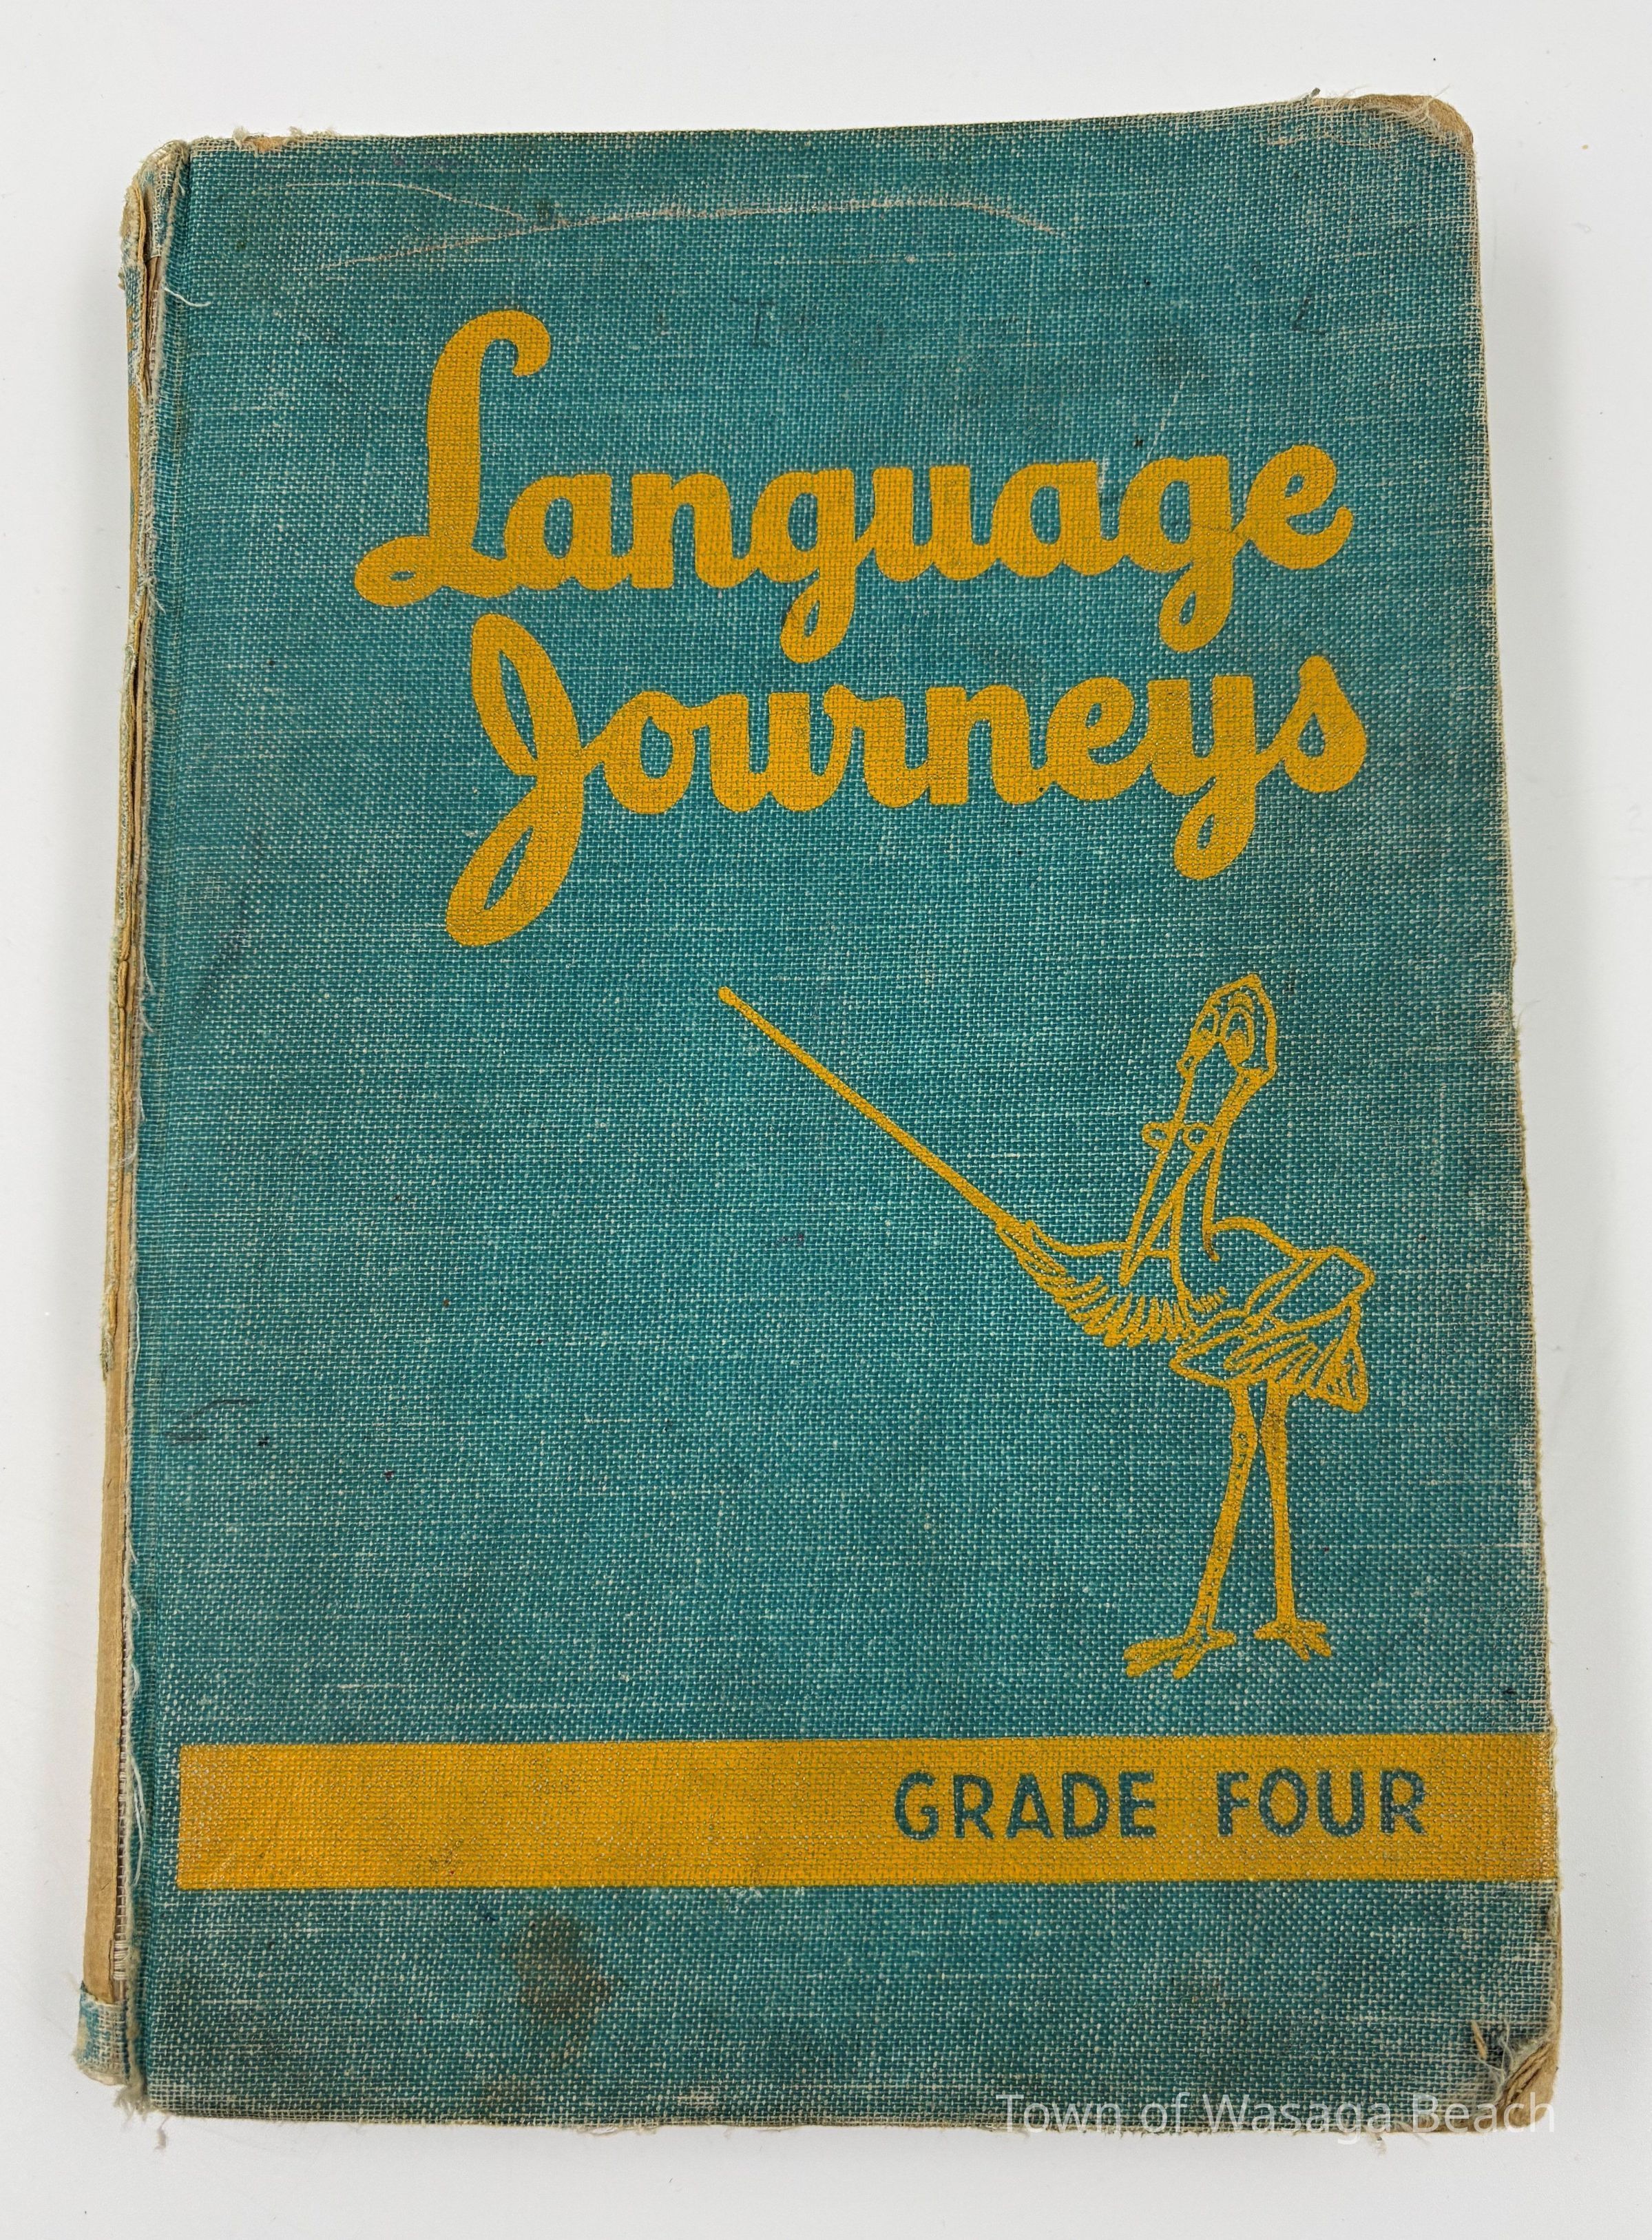 Language
Journeys
GRADE FOUR
Town of Wasaga Beach